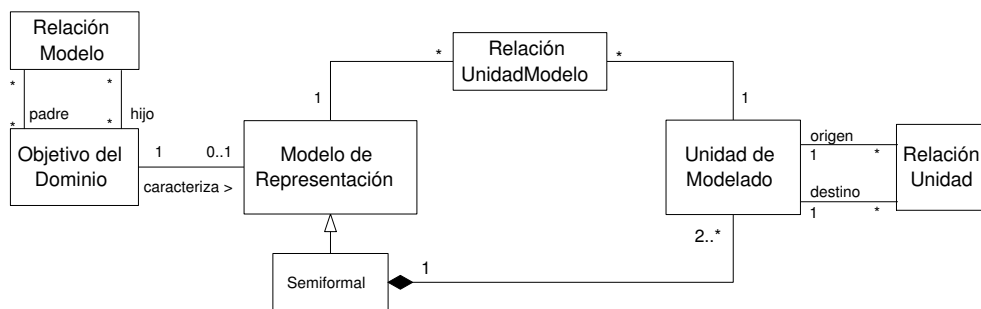 Relación
Modelo
* *
padre hijo
* *
Objetivo del
Dominio
1 0..1
caracteriza >
Modelo de
Representación
1
*
Relación
UnidadModelo
*
1
Unidad de
Modelado
origen
1 *
destino
1 *
Relación
Unidad
2..*
Semiformal
1